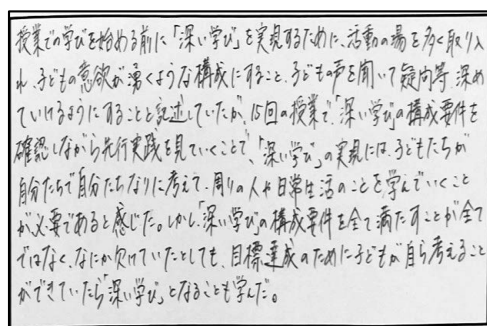 授業での学びを始める前に「深い学び」を実現するために、活動の場を多く取り入
れ、子どもの意欲が湧くような構成にすること、子どもの声を聞いて疑問等、深め
ていけるようにすることと記述していたが、15回の授業で、「深い学び」の構成要件を
確認しながら先行実践を見ていくことで、「深い学び」の実現には、子どもたちが
自分たちで自分たちなりに考えて、周りの人や日常生活のことを学んでいくこと
が必要であると感じた。しかし、「深い学び」の構成要件を全て満たすことが全て
ではなく、なにか欠けていたとしても、目標達成のために子どもが自ら考えること
ができていたら「深い学び」となることも学んだ。